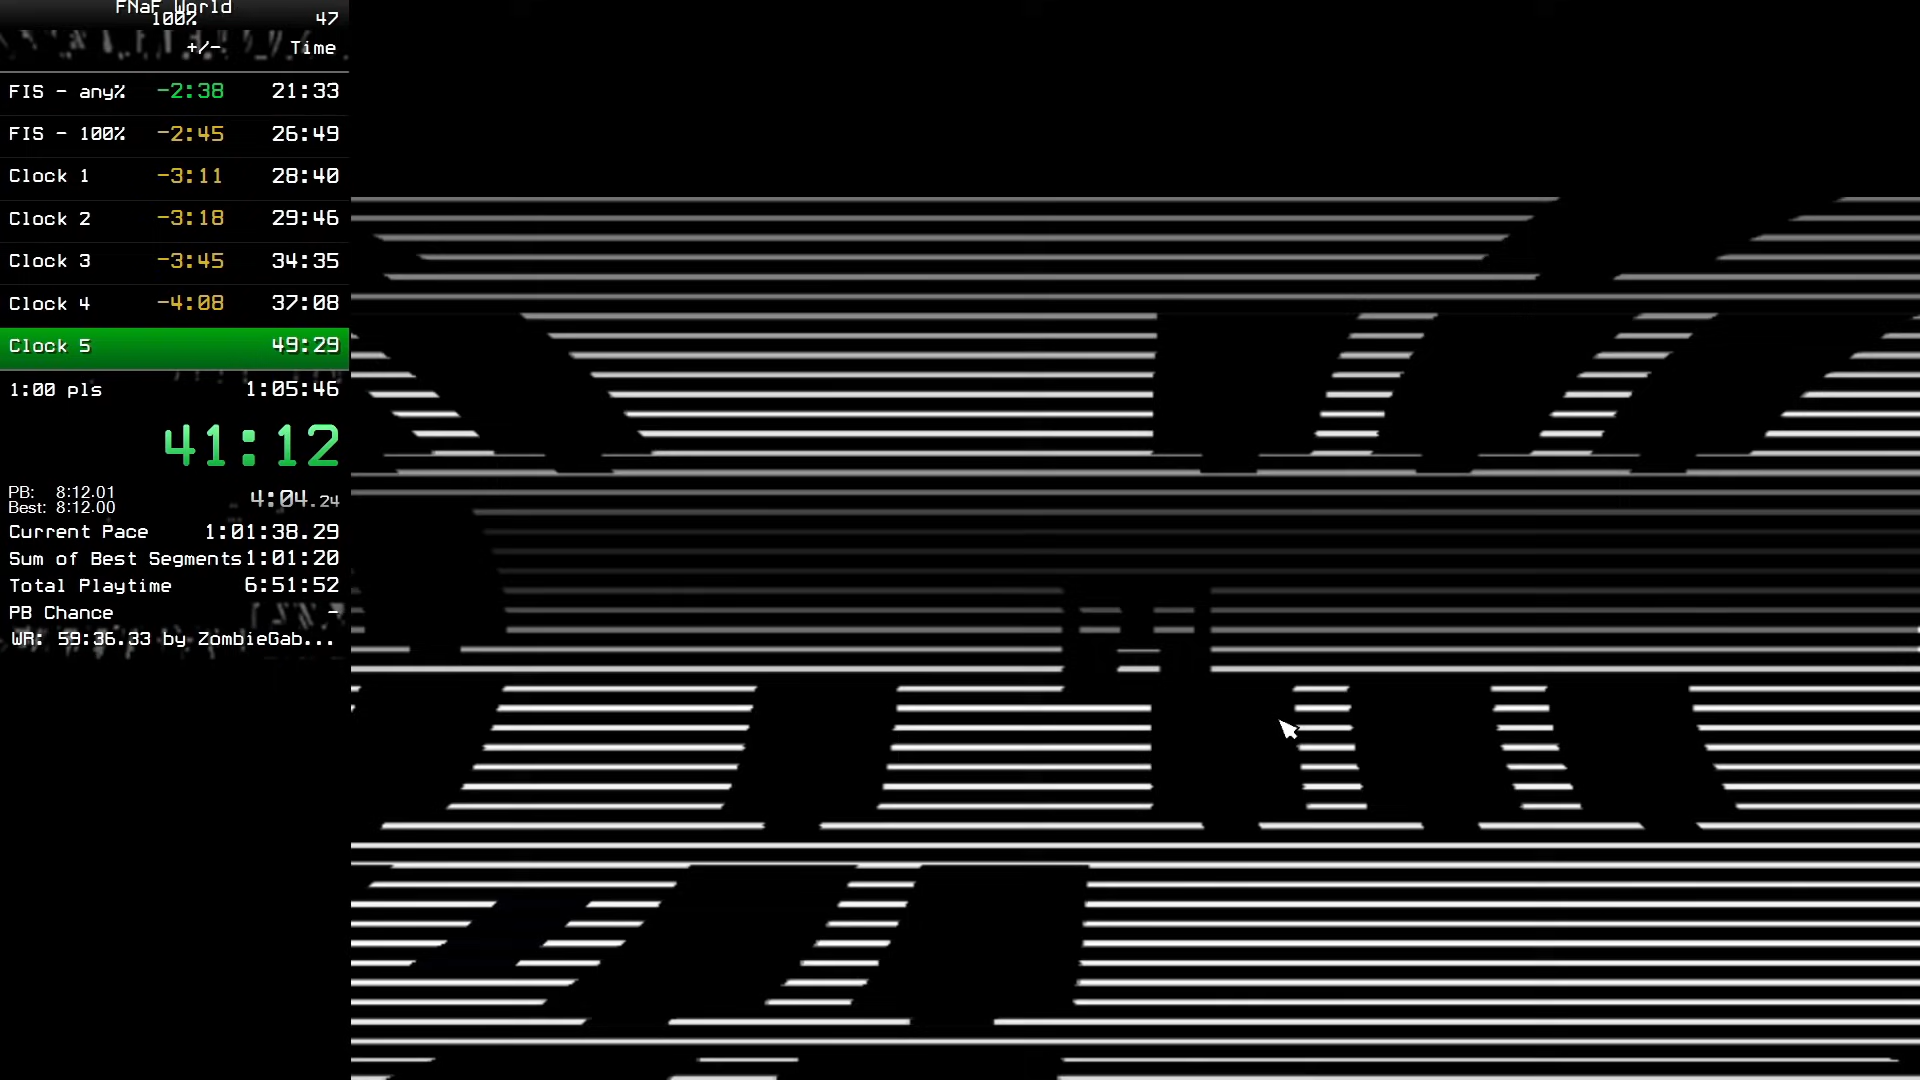 FNaF World
100% 47
+/- Time
FIS - any% -2:38 21:33
FIS - 100% -2:45 26:49
Clock 1 -3:11 28:40
Clock 2 -3:18 29:46
Clock 3 -3:45 34:35
Clock 4 -4:08 37:08
Clock 5 49:29
1:00 pls 1:05:46
41:12
PB: 8:12.01 4:04.24
Best: 8:12.00
Current Pace 1:01:38.29
Sum of Best Segments 1:01:20
Total Playtime 6:51:52
PB Chance -
WR: 59:36.33 by ZombieGab...